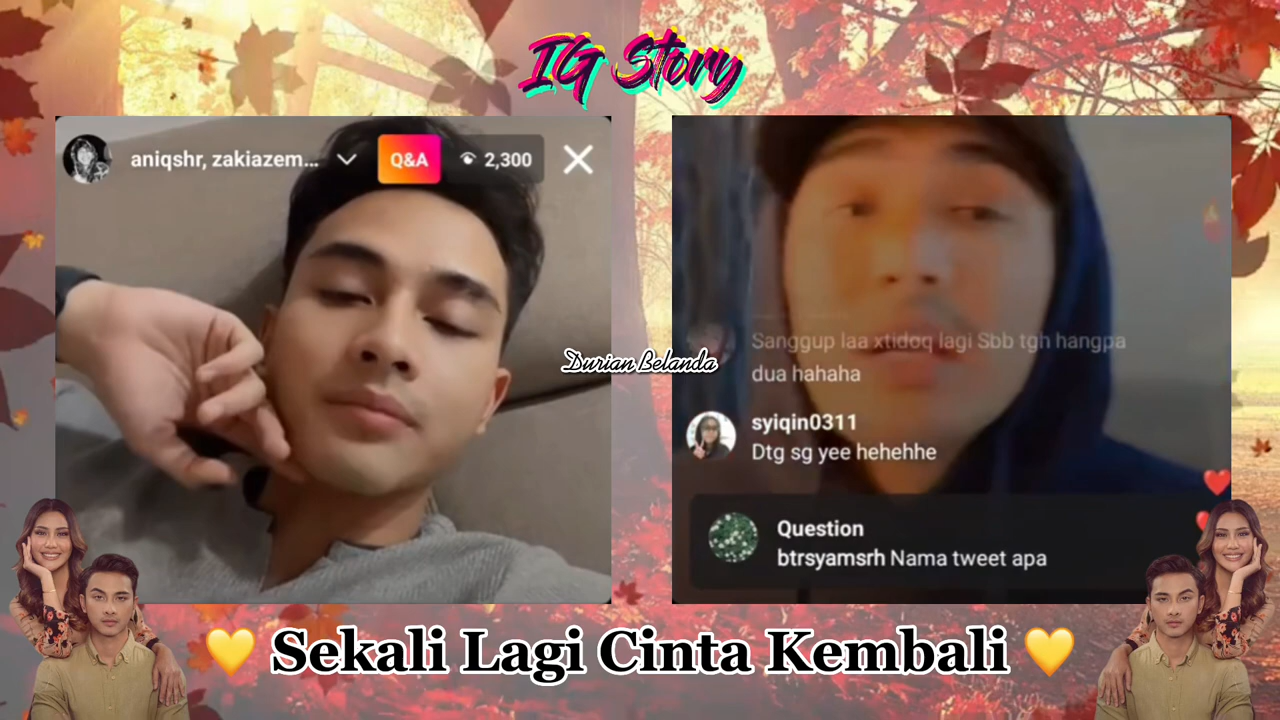 IG Story
aniqshr, zakiazem...
Q&A
2,300
Sanggup laa xtidoq lagi Sbb tgh hangpa
dua hahaha
Durian Belanda
syiqin0311
Dtg sg yee hehehhe
Question
btrsyamsrh Nama tweet apa
Sekali Lagi Cinta Kembali